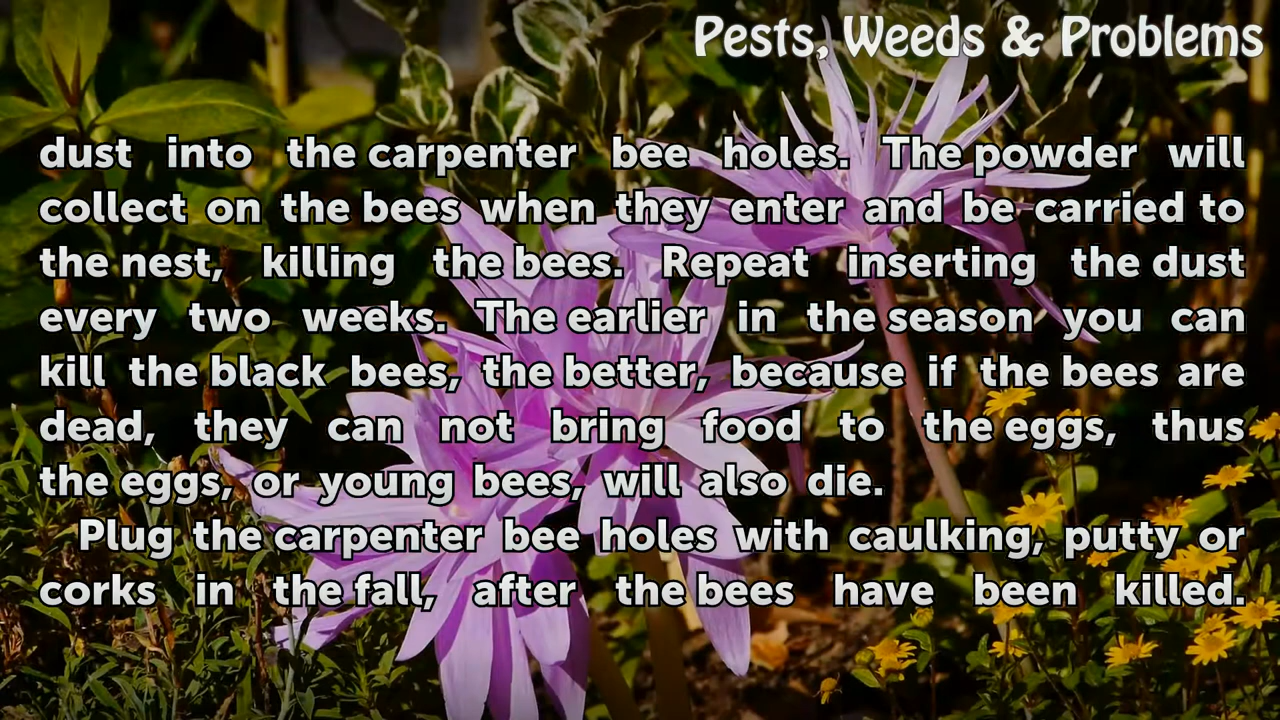 Pests, Weeds & Problems
dust into the carpenter bee holes. The powder will
collect on the bees when they enter and be carried to
the nest, killing the bees. Repeat inserting the dust
every two weeks. The earlier in the season you can
kill the black bees, the better, because if the bees are
dead, they can not bring food to the eggs, thus
the eggs, or young bees, will also die.
Plug the carpenter bee holes with caulking, putty or
corks in the fall, after the bees have been killed.